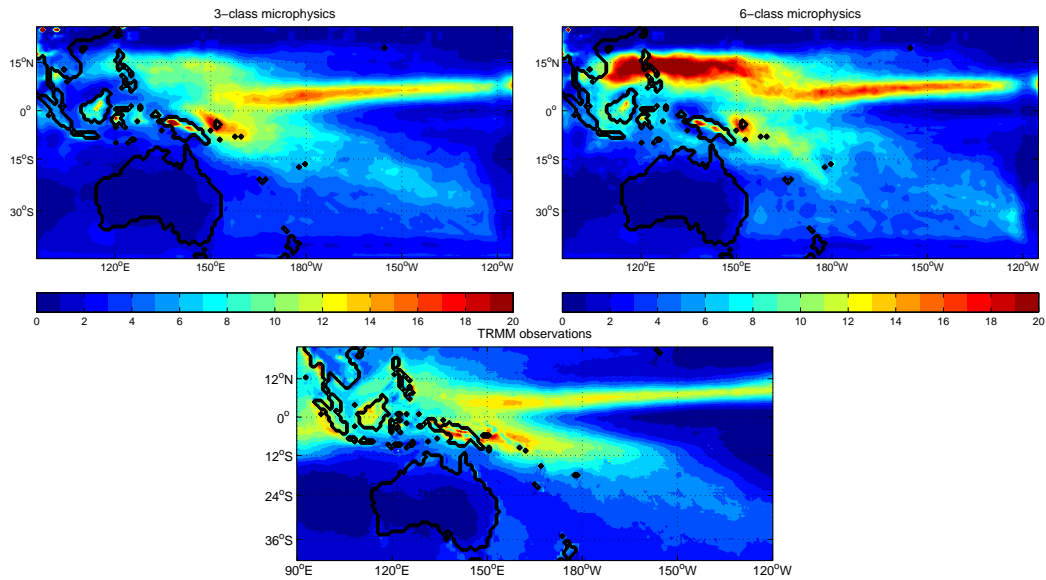 3−class microphysics
6−class microphysics
15°N
0°
15°S
30°S
120°E 150°E 180°W 150°W 120°W
15°N
0°
15°S
30°S
120°E 150°E 180°W 150°W 120°W
0 2 4 6 8 10 12 14 16 18 20
0 2 4 6 8 10 12 14 16 18 20
TRMM observations
12°N
0°
12°S
24°S
36°S
90°E 120°E 150°E 180°W 150°W 120°W